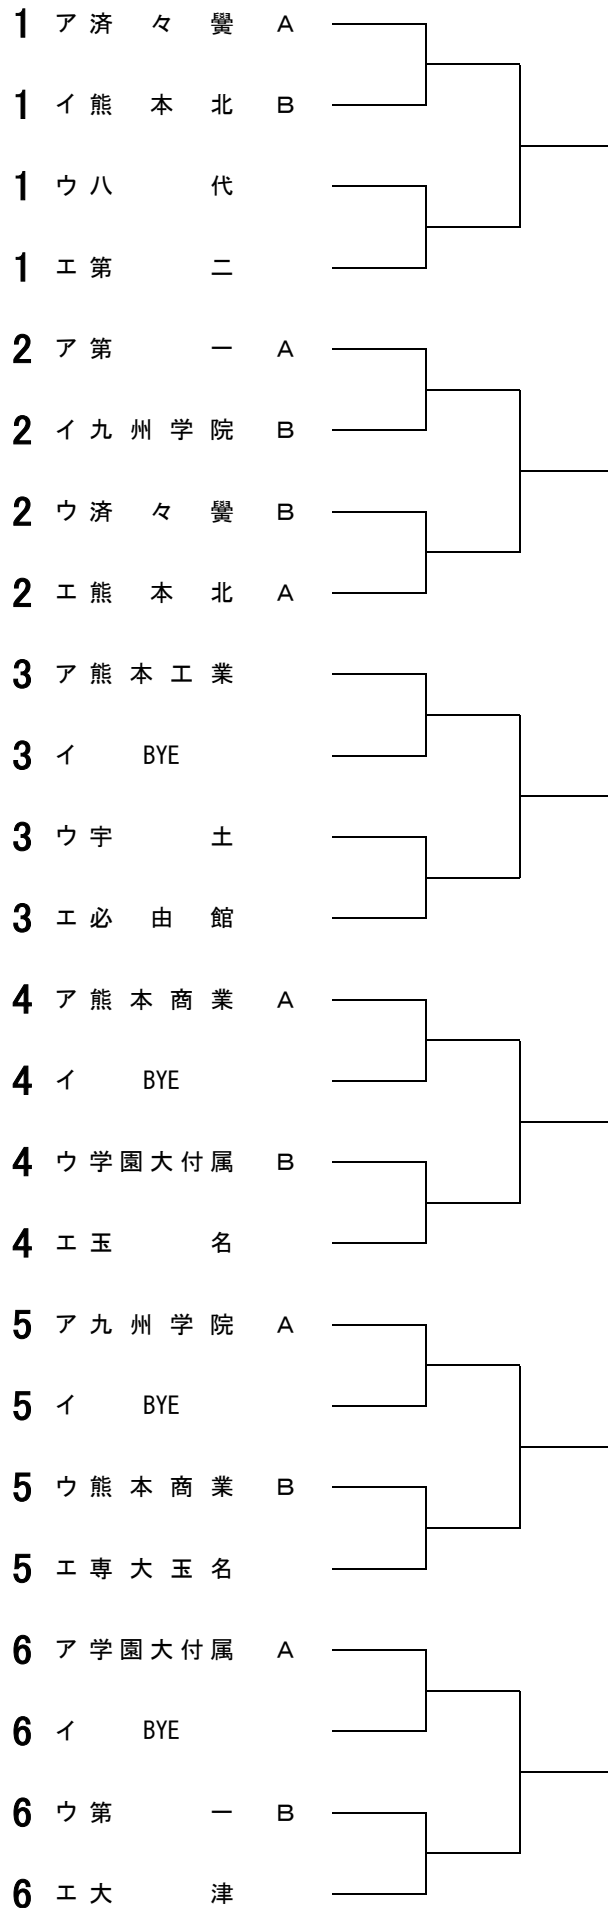 1 ア 済々黌 A
1 イ 熊本北 B
1 ウ 八代
1 エ 第二
2 ア 第一 A
2 イ 九州学院 B
2 ウ 済々黌 B
2 エ 熊本北 A
3 ア 熊本工業
3 イ BYE
3 ウ 宇土
3 エ 必由館
4 ア 熊本商業 A
4 イ BYE
4 ウ 学園大付属 B
4 エ 玉名
5 ア 九州学院 A
5 イ BYE
5 ウ 熊本商業 B
5 エ 専大玉名
6 ア 学園大付属 A
6 イ BYE
6 ウ 第一 B
6 エ 大津